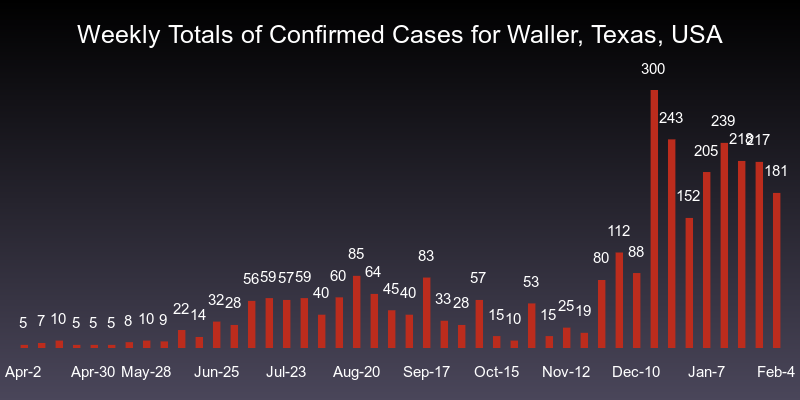 Weekly Totals of Confirmed Cases for Waller, Texas, USA
5 7 10 5 5 5 8 10 9 22 14 32 28 56 59 57 59 40 60 85 64 45 40 83 33 28 57 15 10 53 15 25 19 80 112 88 300 243 152 205 239 218 217 181
Apr-2 Apr-30 May-28 Jun-25 Jul-23 Aug-20 Sep-17 Oct-15 Nov-12 Dec-10 Jan-7 Feb-4